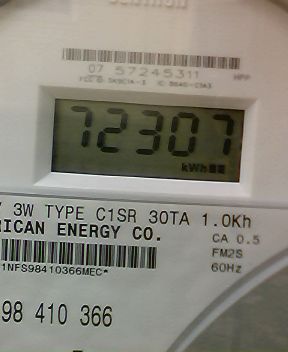 07 57245311
HPP
72307
kWh
3W TYPE C1SR 30TA 1.0Kh
RICAN ENERGY CO.
CA 0.5
FM2S
60Hz
1NFS98410366MEC*
98 410 366